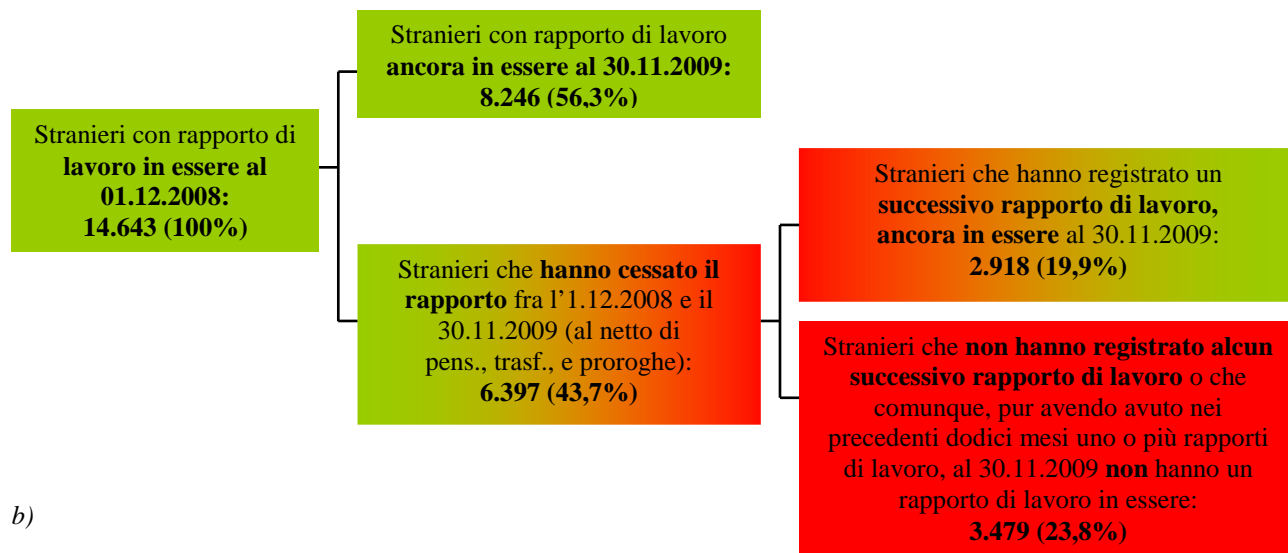 Stranieri con rapporto di lavoro
ancora in essere al 30.11.2009:
8.246 (56,3%)
Stranieri con rapporto di
lavoro in essere al
01.12.2008:
14.643 (100%)
Stranieri che hanno cessato il
rapporto fra l’1.12.2008 e il
30.11.2009 (al netto di
pens., trasf., e proroghe):
6.397 (43,7%)
Stranieri che hanno registrato un
successivo rapporto di lavoro,
ancora in essere al 30.11.2009:
2.918 (19,9%)
Stranieri che non hanno registrato alcun
successivo rapporto di lavoro o che
comunque, pur avendo avuto nei
precedenti dodici mesi uno o più rapporti
di lavoro, al 30.11.2009 non hanno un
rapporto di lavoro in essere:
3.479 (23,8%)
b)